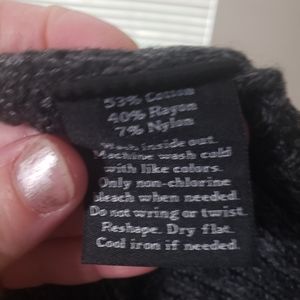 53% Cotton
40% Rayon
7% Nylon
Wash inside out.
Machine wash cold
with like colors.
Only non-chlorine
bleach when needed.
Do not wring or twist.
Reshape. Dry flat.
Cool iron if needed.